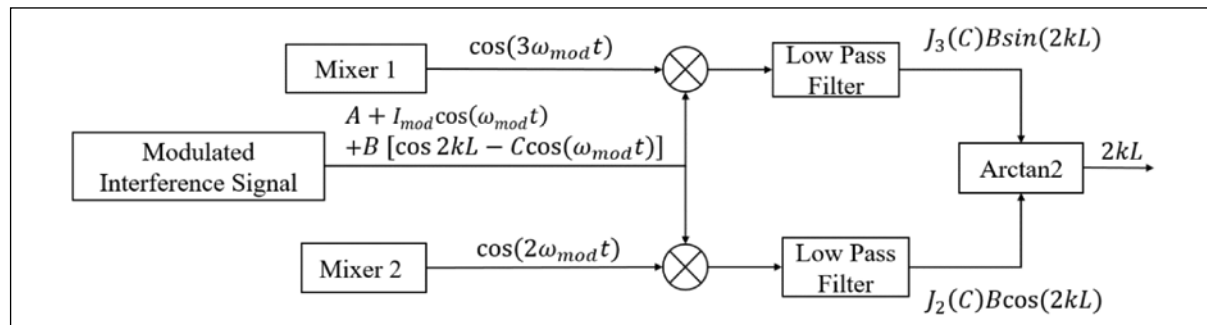 cos(3ω_mod t)
J_3(C)Bsin(2kL)
Mixer 1
Low Pass
Filter
A + I_mod cos(ω_mod t)
+B [cos 2kL − Ccos(ω_mod t)]
Modulated
Interference Signal
Arctan2
2kL
cos(2ω_mod t)
Mixer 2
Low Pass
Filter
J_2(C)Bcos(2kL)